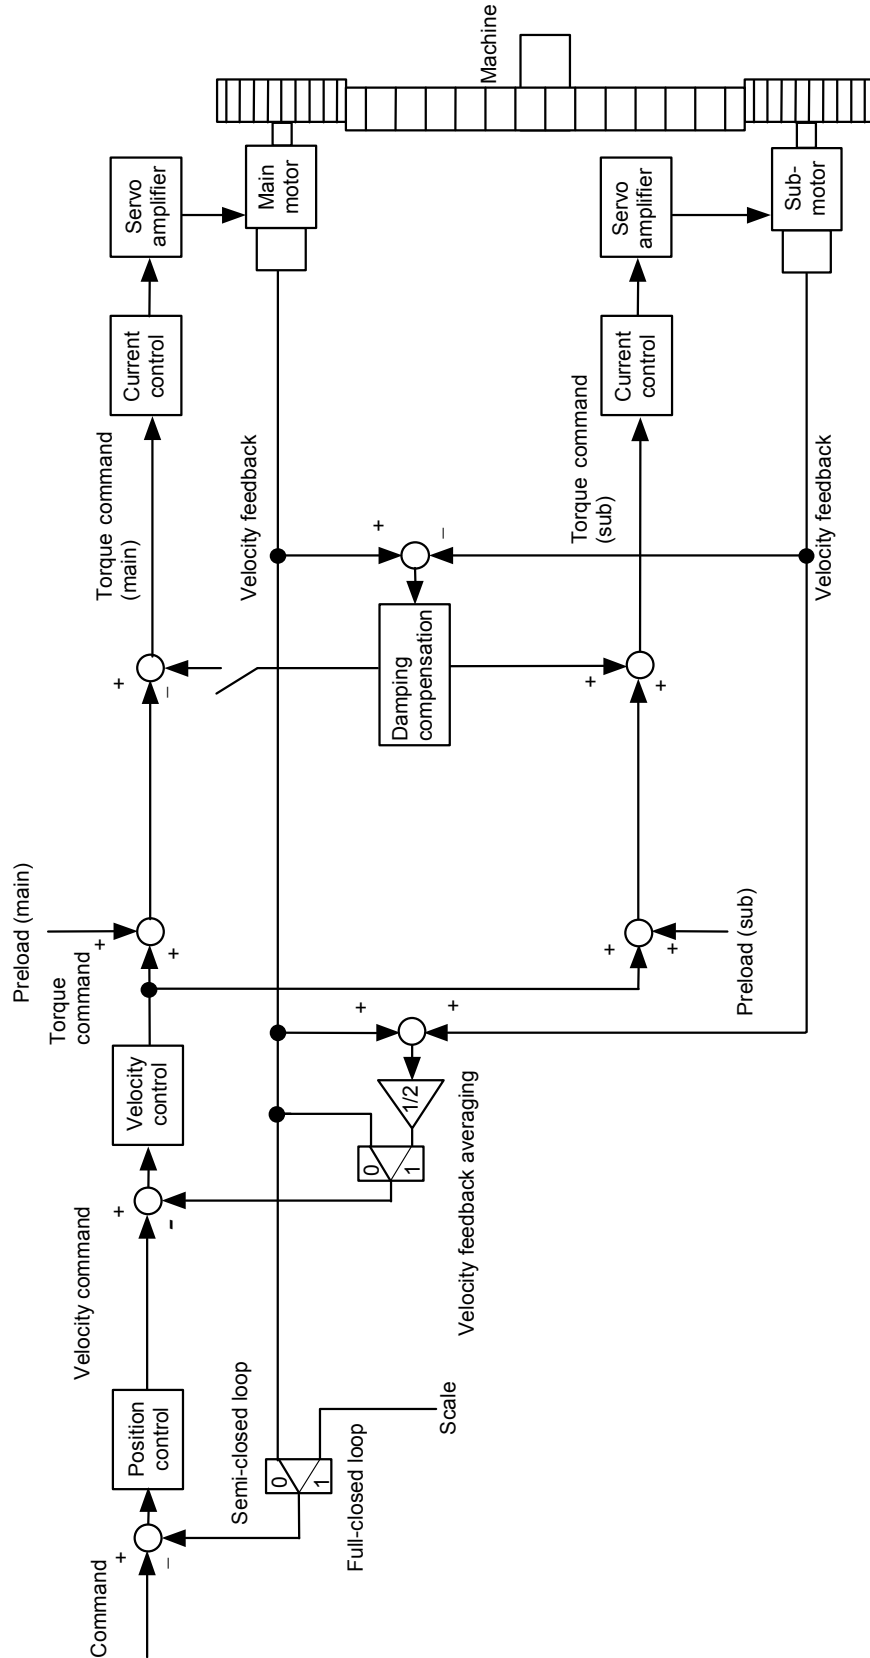 Command
+
−
Position
control
Velocity command
+
-
Velocity
control
Torque
command
Preload (main)
+
+
+
−
Torque command
(main)
Current
control
Servo
amplifier
Main
motor
Machine
Semi-closed loop
0
1
Full-closed loop
Scale
0
1
1/2
Velocity feedback averaging
+
+
Velocity feedback
+
−
Damping
compensation
+
+
Preload (sub)
+
+
Torque command
(sub)
Current
control
Servo
amplifier
Sub-
motor
Velocity feedback